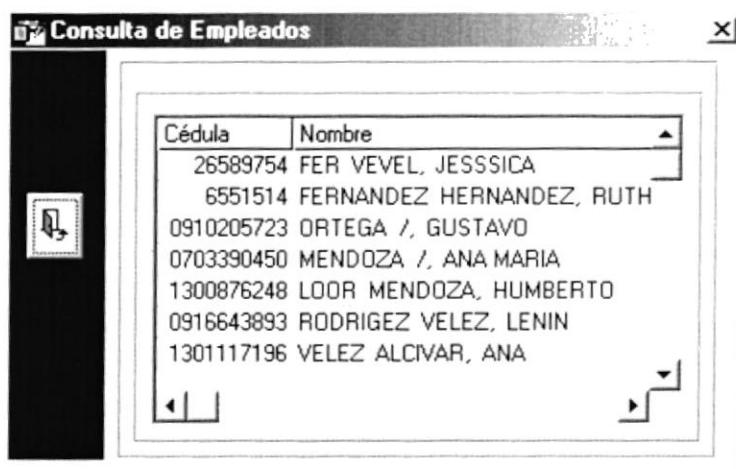 Consulta de Empleados
Cédula Nombre
26589754 FER VEVEL, JESSSICA
6551514 FERNANDEZ HERNANDEZ, RUTH
0910205723 ORTEGA /, GUSTAVO
0703390450 MENDOZA /, ANA MARIA
1300876248 LOOR MENDOZA, HUMBERTO
0916643893 RODRIGEZ VELEZ, LENIN
1301117196 VELEZ ALCIVAR, ANA